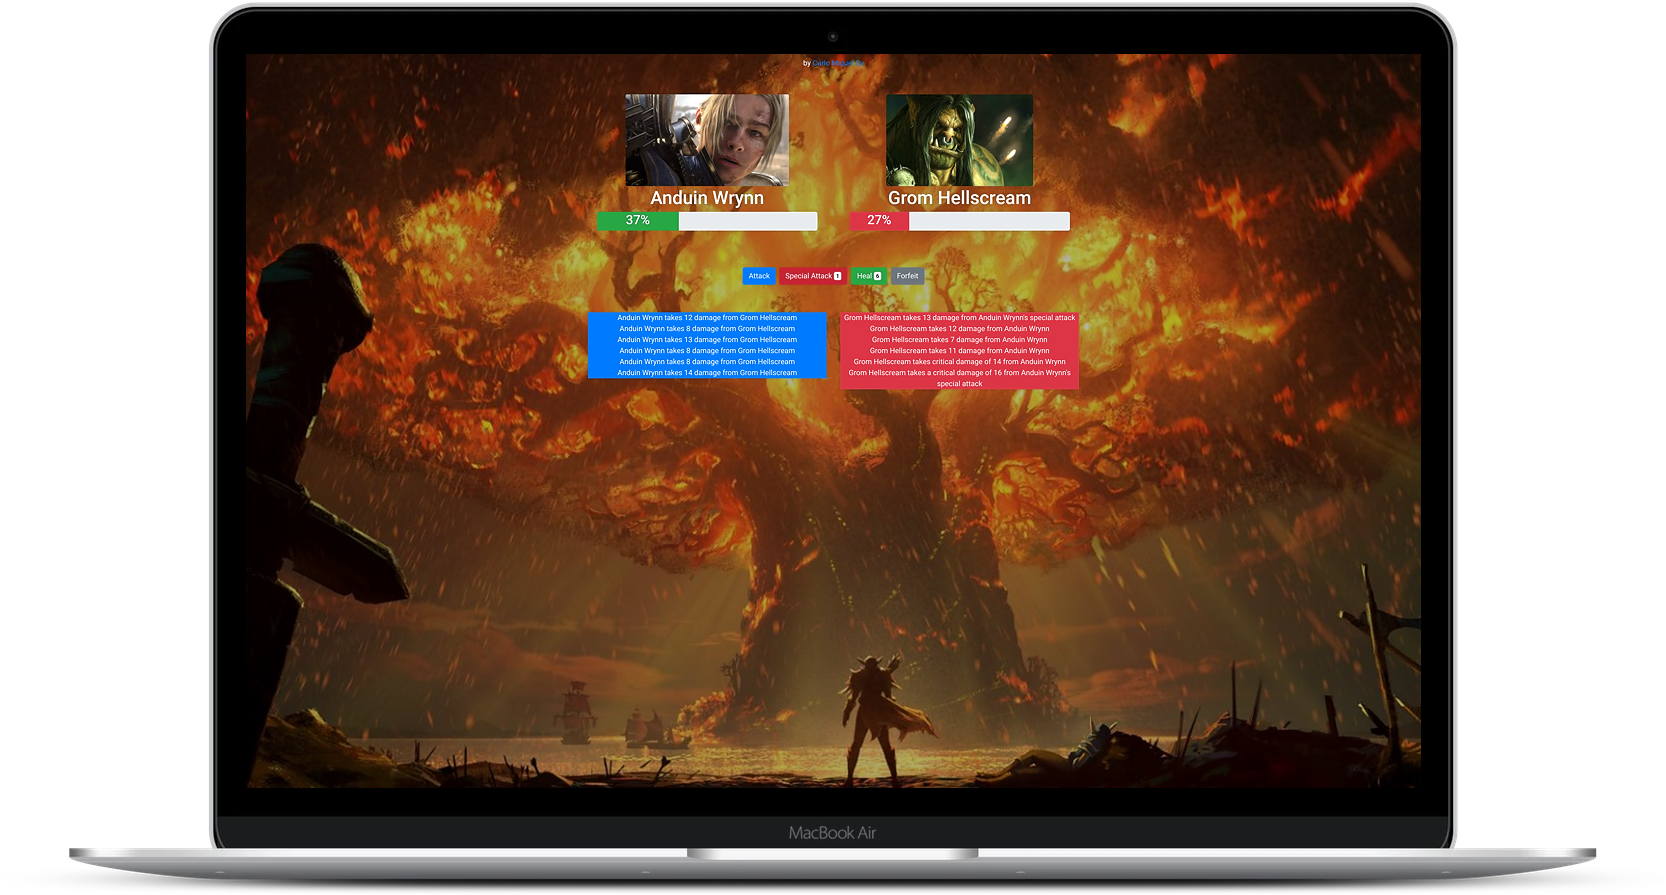 by
Anduin Wrynn
Grom Hellscream
37%
27%
Attack
Special Attack 1
Heal 6
Forfeit
Anduin Wrynn takes 12 damage from Grom Hellscream
Anduin Wrynn takes 8 damage from Grom Hellscream
Anduin Wrynn takes 13 damage from Grom Hellscream
Anduin Wrynn takes 8 damage from Grom Hellscream
Anduin Wrynn takes 8 damage from Grom Hellscream
Anduin Wrynn takes 14 damage from Grom Hellscream
Grom Hellscream takes 13 damage from Anduin Wrynn's special attack
Grom Hellscream takes 12 damage from Anduin Wrynn
Grom Hellscream takes 7 damage from Anduin Wrynn
Grom Hellscream takes 11 damage from Anduin Wrynn
Grom Hellscream takes critical damage of 14 from Anduin Wrynn
Grom Hellscream takes a critical damage of 16 from Anduin Wrynn's
special attack
MacBook Air